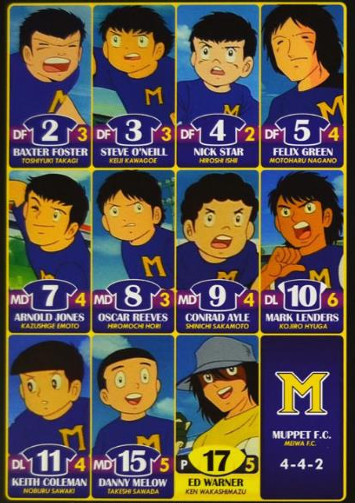 M
DF 2 3
BAXTER FOSTER
TOSHIYUKI TAKAGI
DF 3 3
STEVE O'NEILL
KEIJI KAWAGOE
M
DF 4 2
NICK STAR
HIROSHI ISHII
M
DF 5 4
FELIX GREEN
MOTOHARU NAGANO
MD 7 4
ARNOLD JONES
KAZUSHIGE EMOTO
MD 8 3
OSCAR REEVES
HIROMOCHI HORI
MD 9 4
CONRAD AYLE
SHINICHI SAKAMOTO
DL 10 6
MARK LENDERS
KOJIRO HYUGA
DL 11 4
KEITH COLEMAN
NOBURU SAWAKI
MD 15 5
DANNY MELOW
TAKESHI SAWADA
P 17 5
ED WARNER
KEN WAKASHIMAZU
M
MUPPET F.C.
MEIWA F.C.
4-4-2